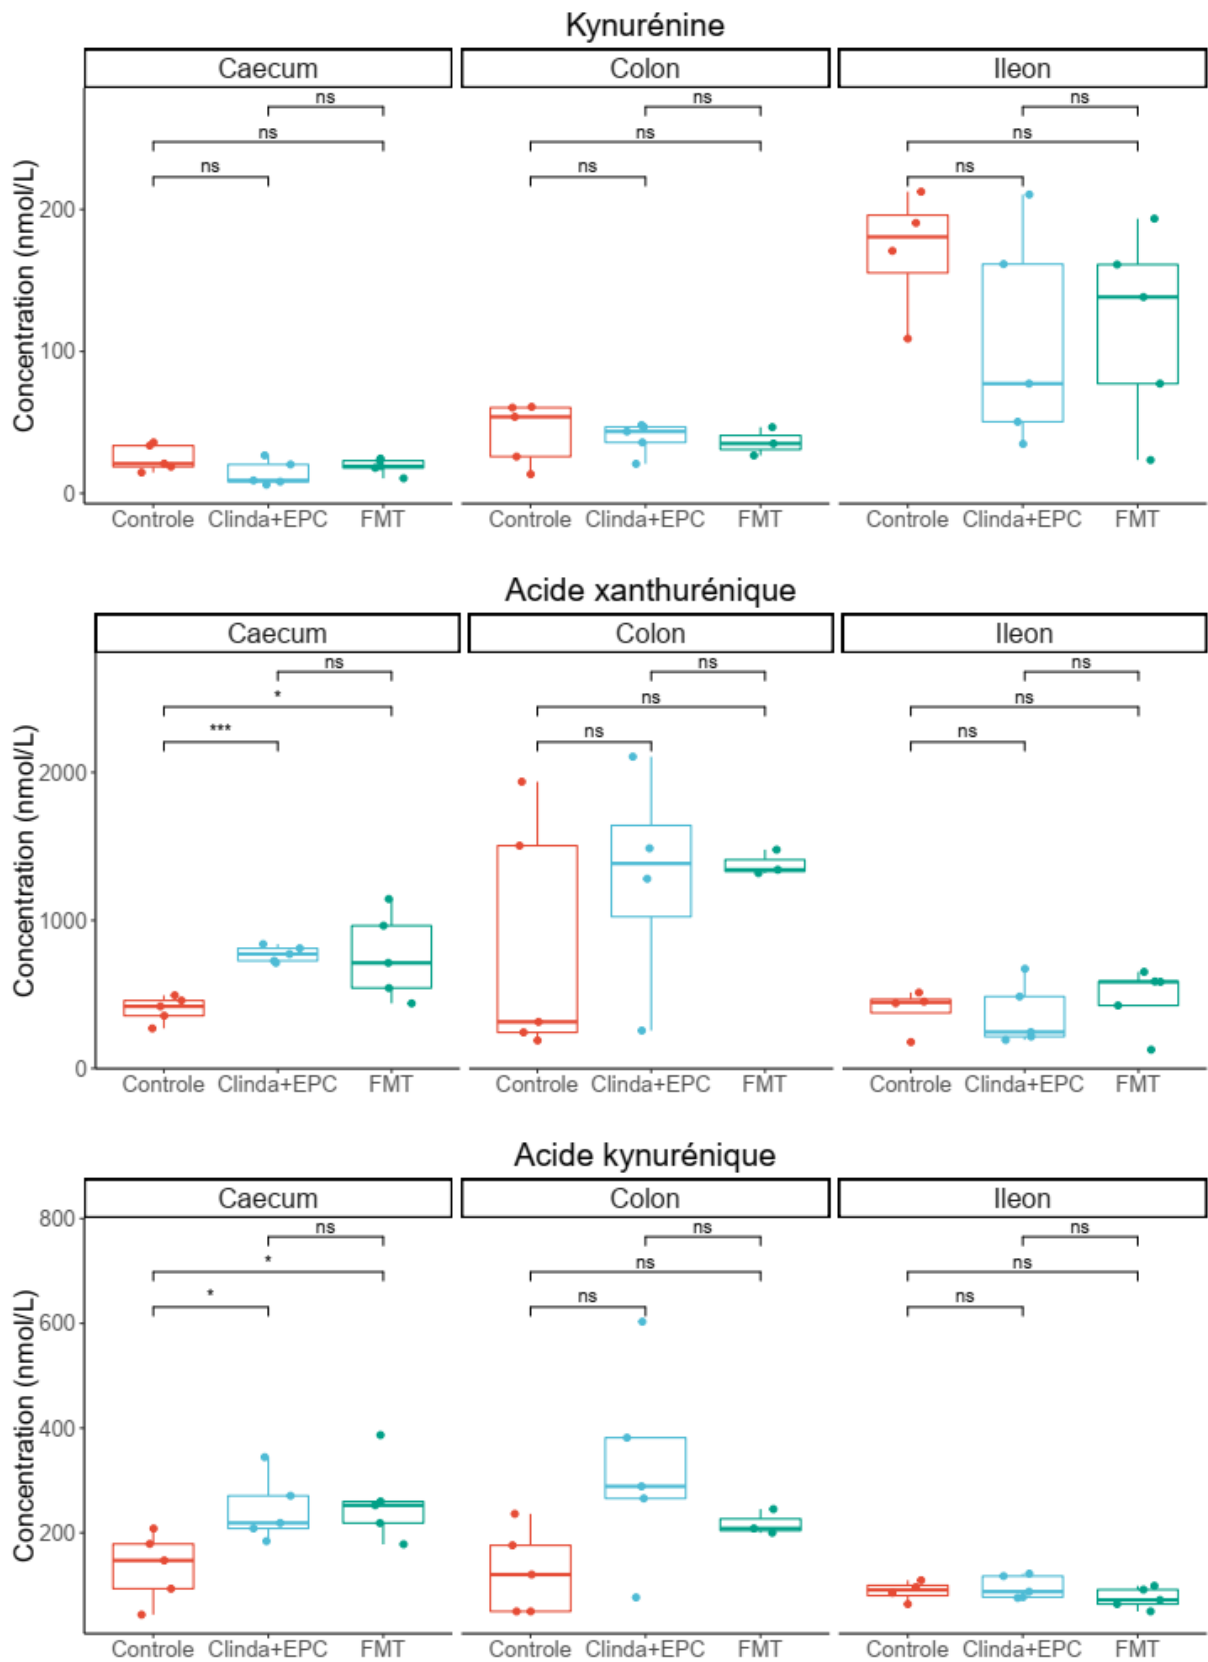 Kynurénine
Caecum Colon Ileon
ns ns ns
ns ns ns
ns ns ns
Concentration (nmol/L)
200
100
0
Controle Clinda+EPC FMT Controle Clinda+EPC FMT Controle Clinda+EPC FMT
Acide xanthurénique
Caecum Colon Ileon
ns ns ns
* ns ns
*** ns ns
Concentration (nmol/L)
2000
1000
0
Controle Clinda+EPC FMT Controle Clinda+EPC FMT Controle Clinda+EPC FMT
Acide kynurénique
Caecum Colon Ileon
800
ns ns ns
* ns ns
* ns ns
Concentration (nmol/L)
600
400
200
Controle Clinda+EPC FMT Controle Clinda+EPC FMT Controle Clinda+EPC FMT